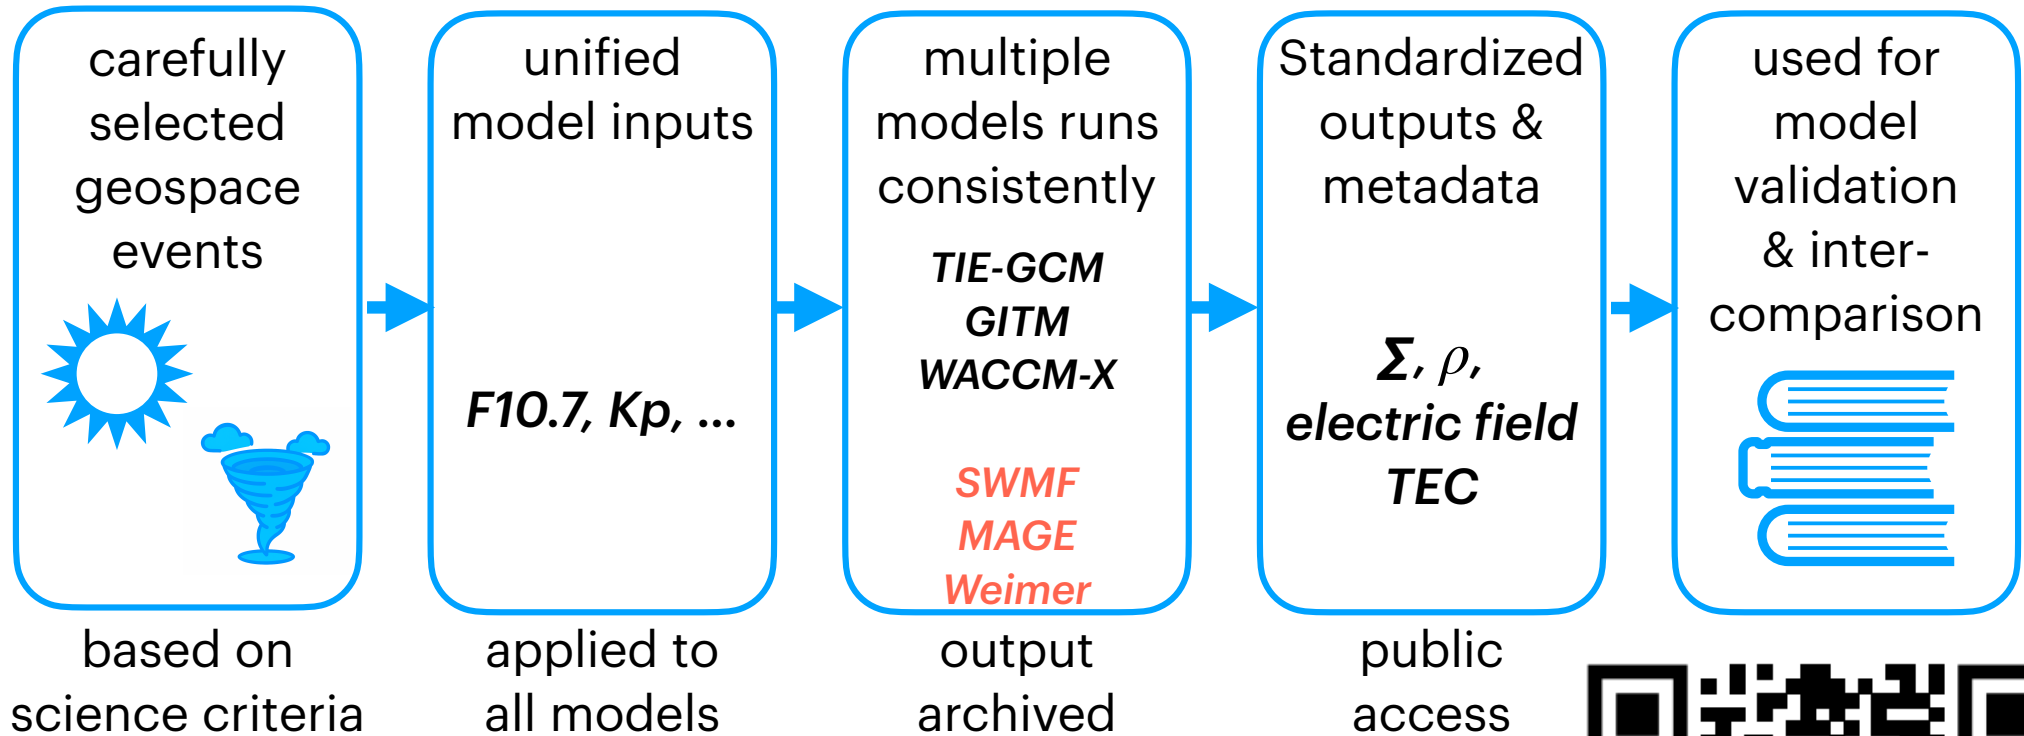 carefully
selected
geospace
events
based on
science criteria
unified
model inputs
F10.7, Kp, ...
applied to
all models
multiple
models runs
consistently
TIE-GCM
GITM
WACCM-X
SWMF
MAGE
Weimer
output
archived
Standardized
outputs &
metadata
Σ, ρ,
electric field
TEC
public
access
used for
model
validation
& inter-
comparison